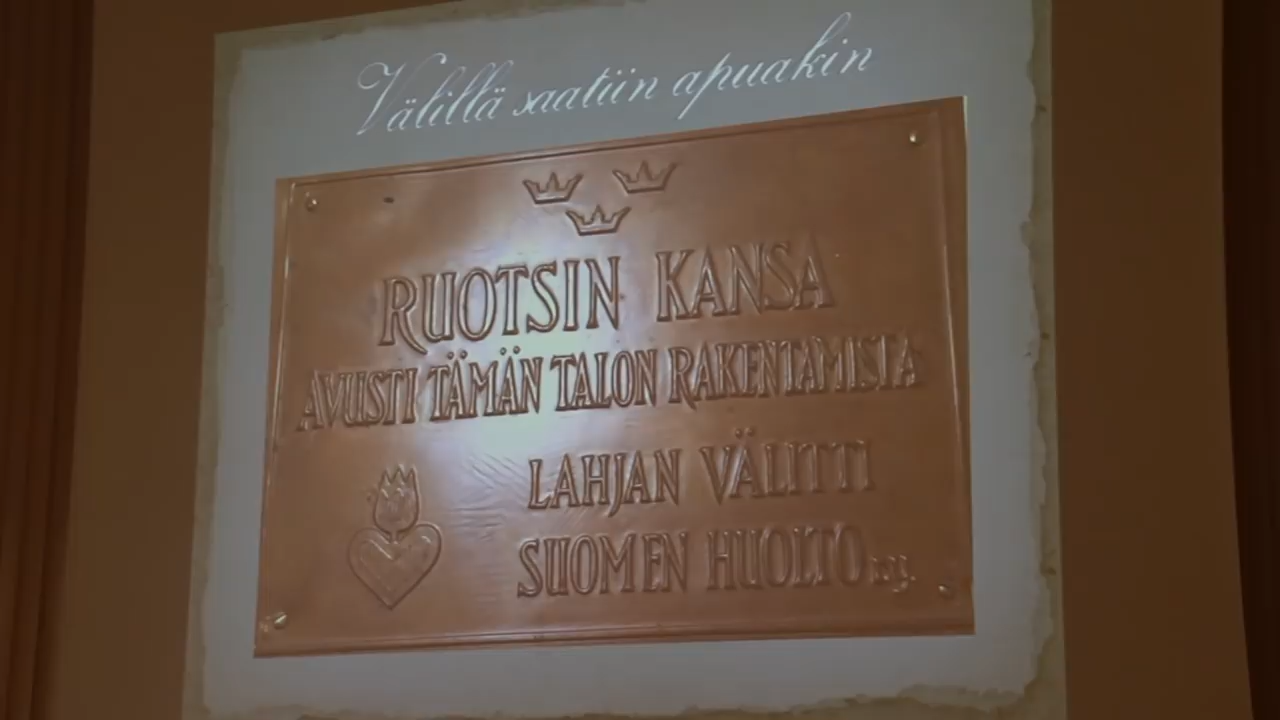 Välillä saatiin apuakin
RUOTSIN KANSA
AVUSTI TÄMÄN TALON RAKENTAMISTA
LAHJAN VÄLITTI
SUOMEN HUOLTO r.y.